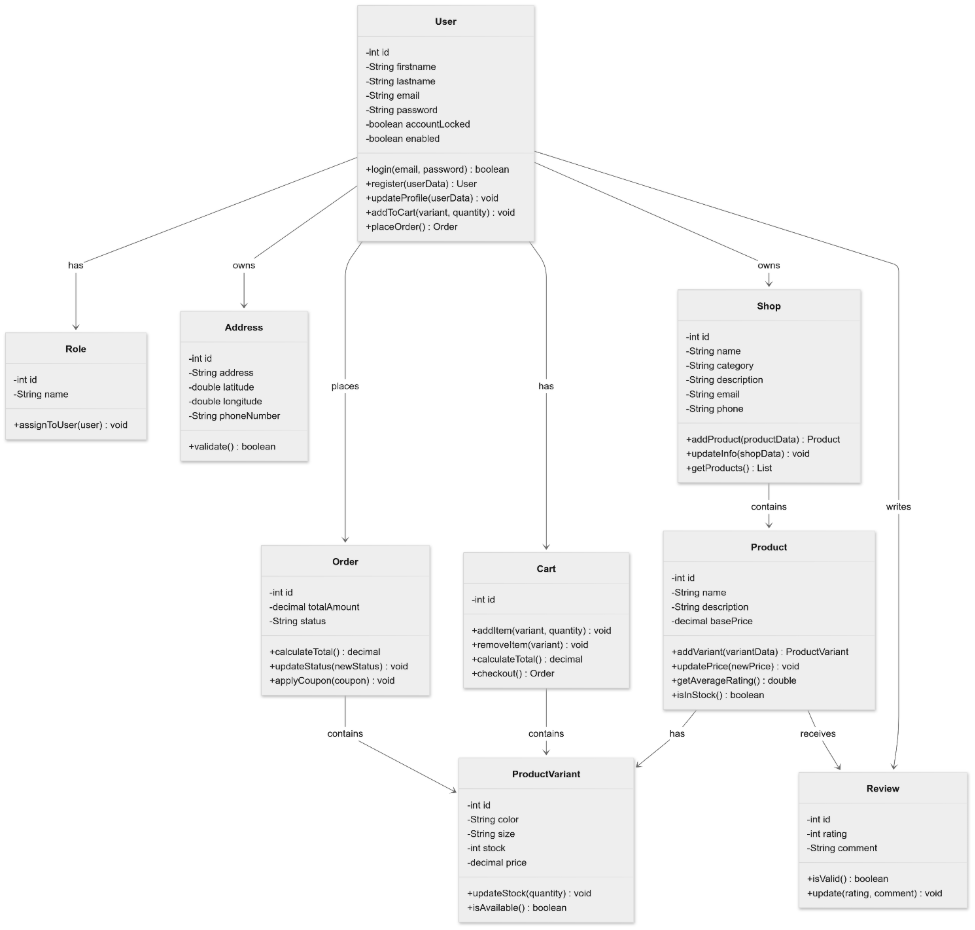 User
-int id
-String firstname
-String lastname
-String email
-String password
-boolean accountLocked
-boolean enabled
+login(email, password) : boolean
+register(userData) : User
+updateProfile(userData) : void
+addToCart(variant, quantity) : void
+placeOrder() : Order
has
owns
places
has
owns
writes
Role
-int id
-String name
+assignToUser(user) : void
Address
-int id
-String address
-double latitude
-double longitude
-String phoneNumber
+validate() : boolean
Shop
-int id
-String name
-String category
-String description
-String email
-String phone
+addProduct(productData) : Product
+updateInfo(shopData) : void
+getProducts() : List
contains
Order
-int id
-decimal totalAmount
-String status
+calculateTotal() : decimal
+updateStatus(newStatus) : void
+applyCoupon(coupon) : void
Cart
-int id
+addItem(variant, quantity) : void
+removeItem(variant) : void
+calculateTotal() : decimal
+checkout() : Order
Product
-int id
-String name
-String description
-decimal basePrice
+addVariant(variantData) : ProductVariant
+updatePrice(newPrice) : void
+getAverageRating() : double
+isInStock() : boolean
contains
contains
has
receives
ProductVariant
-int id
-String color
-String size
-int stock
-decimal price
+updateStock(quantity) : void
+isAvailable() : boolean
Review
-int id
-int rating
-String comment
+isValid() : boolean
+update(rating, comment) : void